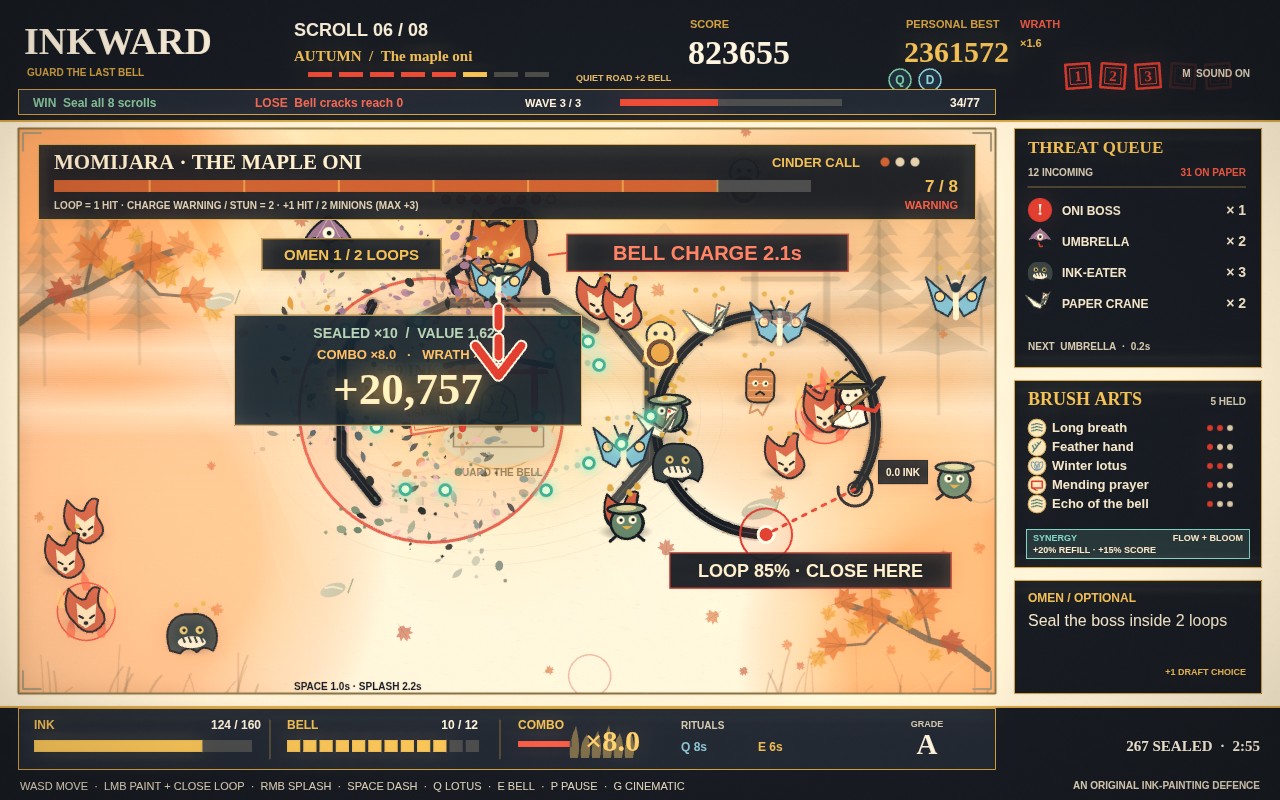 INKWARD
GUARD THE LAST BELL
SCROLL 06 / 08
AUTUMN / The maple oni
QUIET ROAD +2 BELL
SCORE
823655
PERSONAL BEST
2361572
WRATH
×1.6
Q D
1 2 3
M SOUND ON
WIN Seal all 8 scrolls
LOSE Bell cracks reach 0
WAVE 3 / 3
34/77
MOMIJARA · THE MAPLE ONI
CINDER CALL
7 / 8
LOOP = 1 HIT · CHARGE WARNING / STUN = 2 · +1 HIT / 2 MINIONS (MAX +3)
WARNING
OMEN 1 / 2 LOOPS
BELL CHARGE 2.1s
SEALED ×10 / VALUE 1,62
COMBO ×8.0 · WRATH
+20,757
GUARD THE BELL
0.0 INK
LOOP 85% · CLOSE HERE
SPACE 1.0s · SPLASH 2.2s
THREAT QUEUE
12 INCOMING
31 ON PAPER
! ONI BOSS × 1
UMBRELLA × 2
INK-EATER × 3
PAPER CRANE × 2
NEXT UMBRELLA · 0.2s
BRUSH ARTS
5 HELD
Long breath
Feather hand
Winter lotus
Mending prayer
Echo of the bell
SYNERGY
FLOW + BLOOM
+20% REFILL · +15% SCORE
OMEN / OPTIONAL
Seal the boss inside 2 loops
+1 DRAFT CHOICE
INK
124 / 160
BELL
10 / 12
COMBO
×8.0
RITUALS
Q 8s
E 6s
GRADE
A
267 SEALED · 2:55
WASD MOVE · LMB PAINT + CLOSE LOOP · RMB SPLASH · SPACE DASH · Q LOTUS · E BELL · P PAUSE · G CINEMATIC
AN ORIGINAL INK-PAINTING DEFENCE